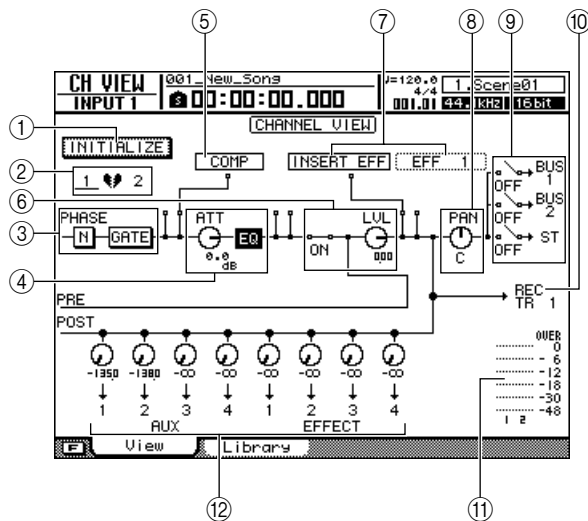 ⑤ ⑦ ⑧ ⑨ ⑩
CH VIEW
INPUT 1
001_New_Song
S 00:00:00.000
♩=120.0
4/4
001.01
1.Scene01
44.1kHz 16bit
CHANNEL VIEW
①
INITIALIZE
COMP
INSERT EFF
EFF 1
②
1 2
BUS 1
OFF
BUS 2
OFF
ST
OFF
⑥
③
PHASE
N GATE
ATT
0.0
dB
EQ
ON
LVL
000
PAN
C
④
PRE
POST
REC
TR 1
OVER
0
- 6
-12
-18
-30
-48
1 2
-1350 -1380 -∞ -∞ -∞ -∞ -∞ -∞
1 2 3 4 1 2 3 4
AUX EFFECT
F View Library
⑫ ⑪